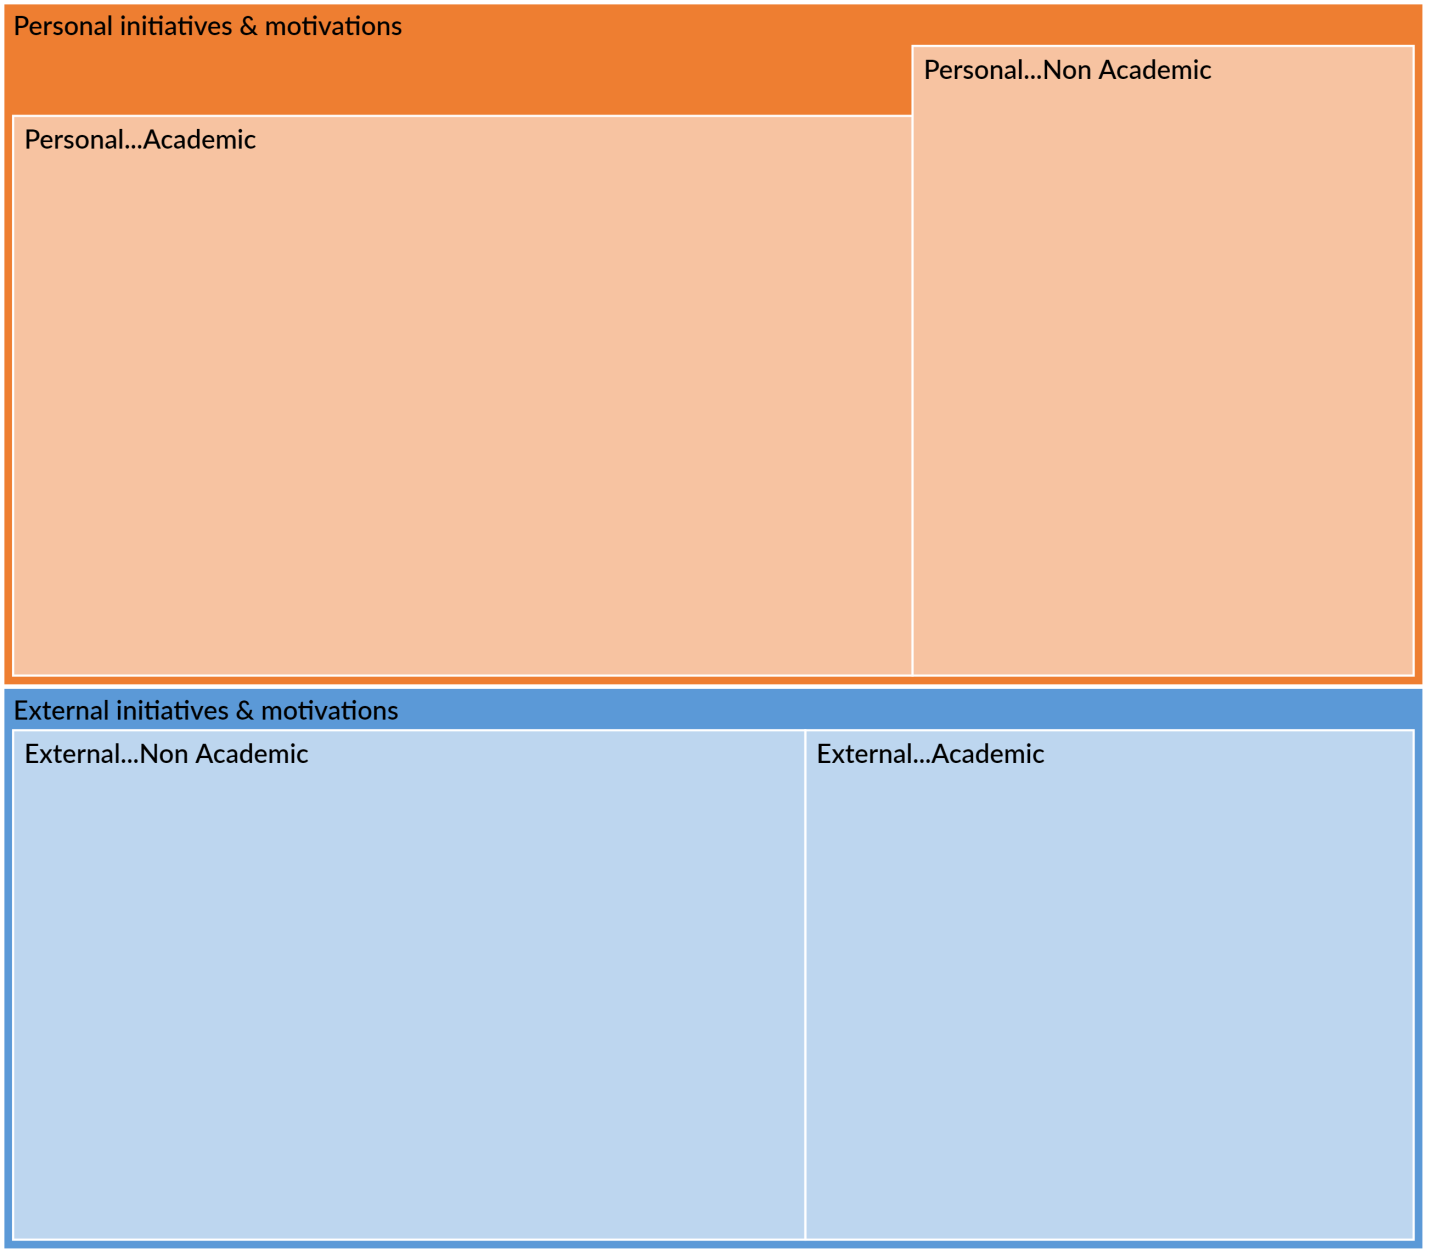 Personal initiatives & motivations
Personal...Non Academic
Personal...Academic
External initiatives & motivations
External...Non Academic
External...Academic